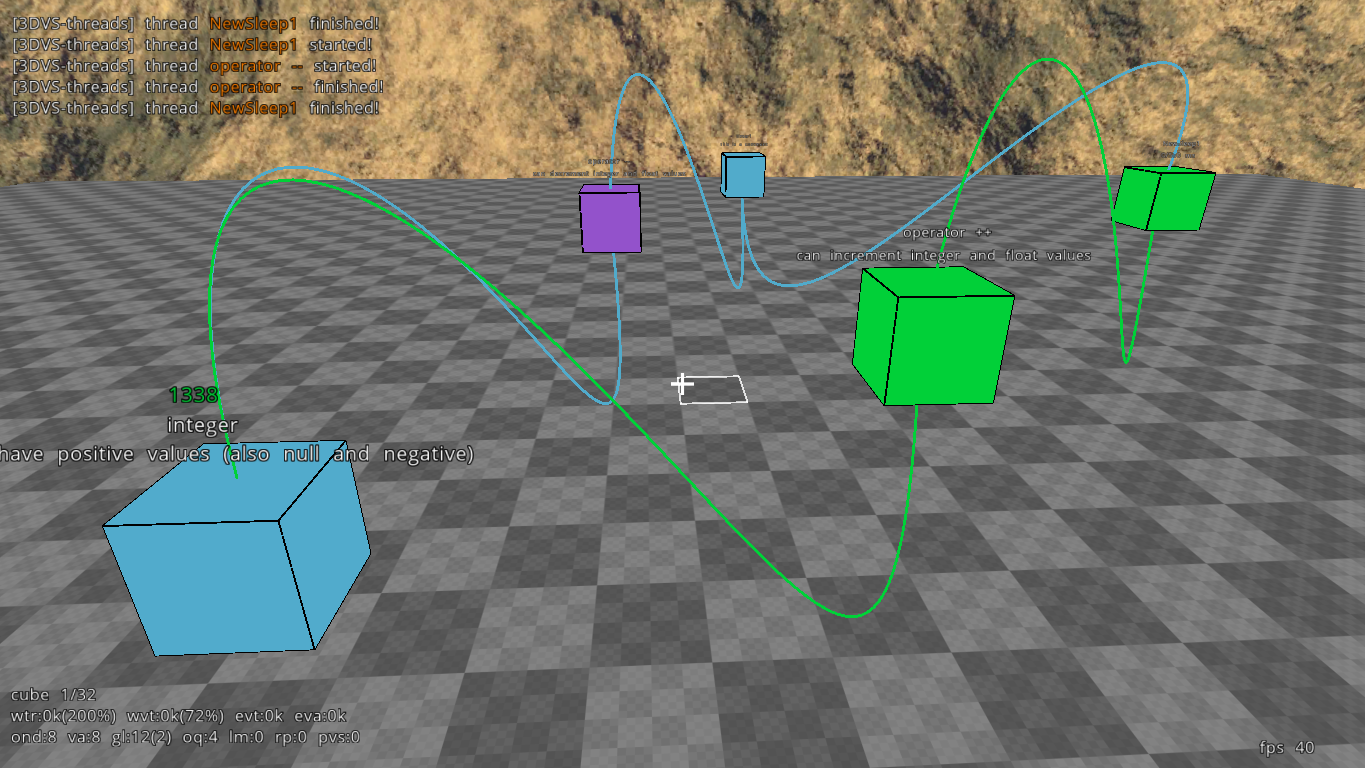 [3DVS-threads] thread NewSleep1 finished!
[3DVS-threads] thread NewSleep1 started!
[3DVS-threads] thread operator -- started!
[3DVS-threads] thread operator -- finished!
[3DVS-threads] thread NewSleep1 finished!
operator ++
can increment integer and float values
1338
integer
have positive values (also null and negative)
cube 1/32
wtr:0k(200%) wvt:0k(72%) evt:0k eva:0k
ond:8 va:8 gl:12(2) oq:4 lm:0 rp:0 pvs:0
fps 40